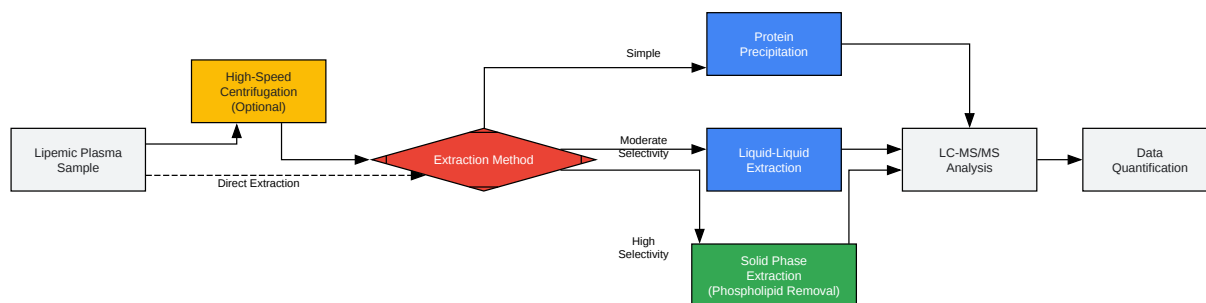 Lipemic Plasma
Sample
High-Speed
Centrifugation
(Optional)
Direct Extraction
Extraction Method
Simple
Moderate
Selectivity
High
Selectivity
Protein
Precipitation
Liquid-Liquid
Extraction
Solid Phase
Extraction
(Phospholipid Removal)
LC-MS/MS
Analysis
Data
Quantification